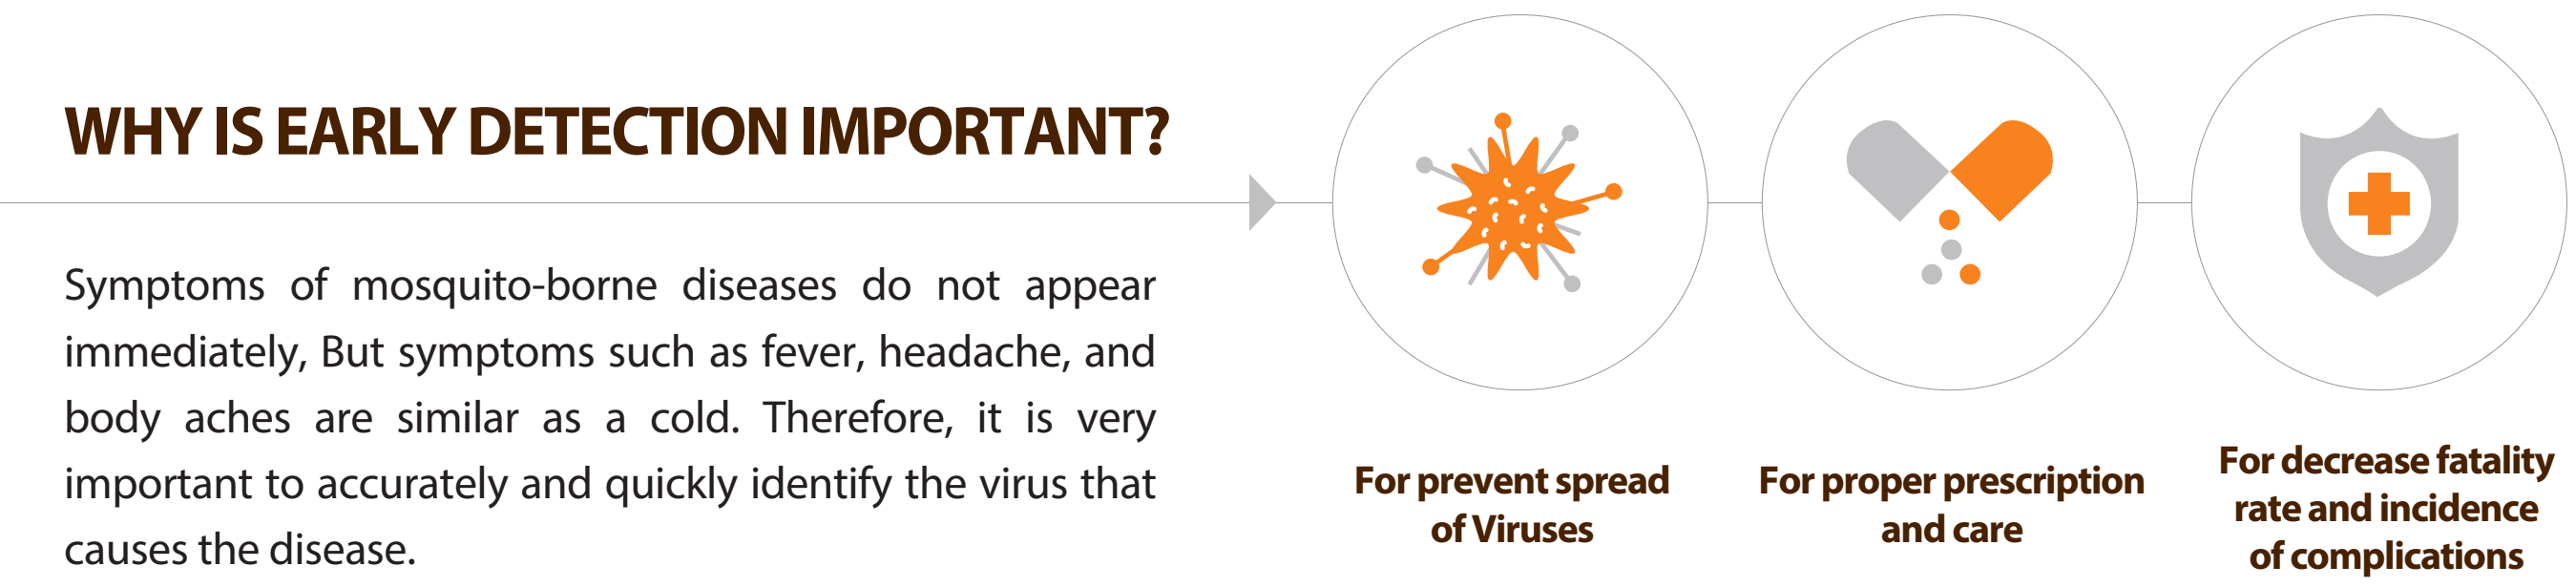 WHY IS EARLY DETECTION IMPORTANT?
Symptoms of mosquito-borne diseases do not appear
immediately, But symptoms such as fever, headache, and
body aches are similar as a cold. Therefore, it is very
important to accurately and quickly identify the virus that
causes the disease.
For prevent spread
of Viruses
For proper prescription
and care
For decrease fatality
rate and incidence
of complications